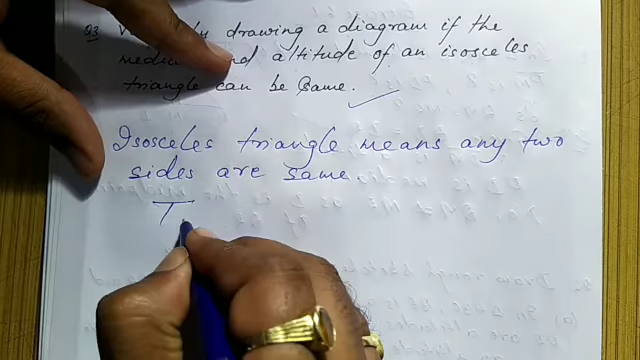 Q3 by drawing a diagram if the
and altitude of an isosceles
triangle can be same.
Isosceles triangle means any two
sides are same.
T